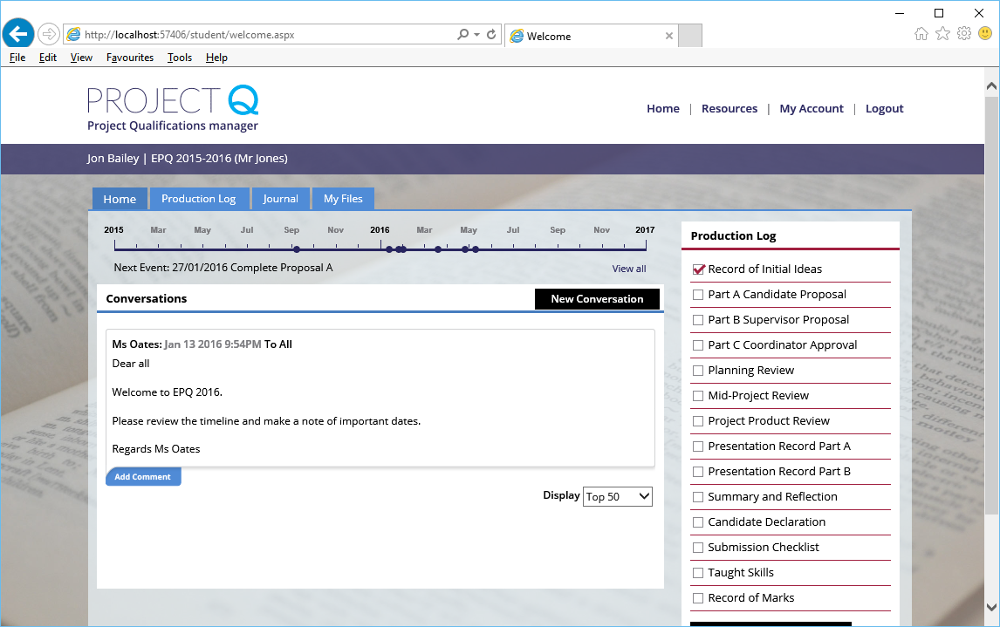 http://localhost:57406/student/welcome.aspx
Welcome
File Edit View Favourites Tools Help
PROJECT Q
Project Qualifications manager
Home | Resources | My Account | Logout
Jon Bailey | EPQ 2015-2016 (Mr Jones)
Home Production Log Journal My Files
2015 Mar May Jul Sep Nov 2016 Mar May Jul Sep Nov 2017
Next Event: 27/01/2016 Complete Proposal A
View all
Conversations
New Conversation
Ms Oates: Jan 13 2016 9:54PM To All
Dear all
Welcome to EPQ 2016.
Please review the timeline and make a note of important dates.
Regards Ms Oates
Add Comment
Display Top 50
Production Log
Record of Initial Ideas
Part A Candidate Proposal
Part B Supervisor Proposal
Part C Coordinator Approval
Planning Review
Mid-Project Review
Project Product Review
Presentation Record Part A
Presentation Record Part B
Summary and Reflection
Candidate Declaration
Submission Checklist
Taught Skills
Record of Marks